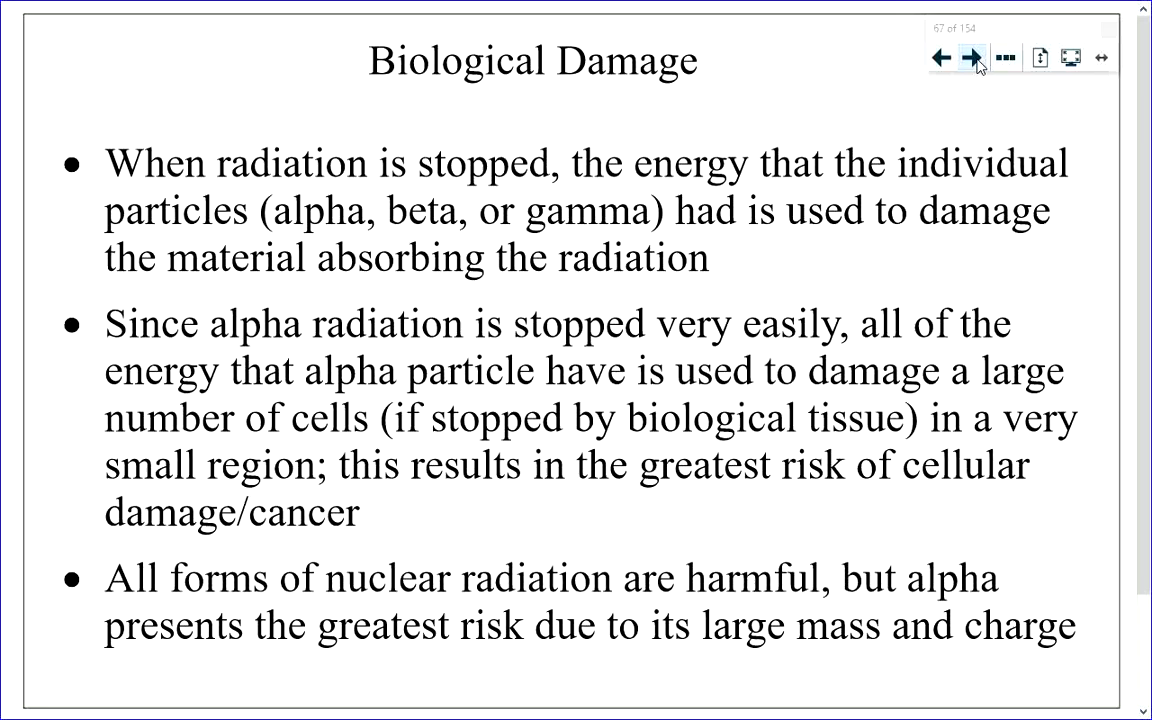 67 of 154
Biological Damage
• When radiation is stopped, the energy that the individual
particles (alpha, beta, or gamma) had is used to damage
the material absorbing the radiation
• Since alpha radiation is stopped very easily, all of the
energy that alpha particle have is used to damage a large
number of cells (if stopped by biological tissue) in a very
small region; this results in the greatest risk of cellular
damage/cancer
• All forms of nuclear radiation are harmful, but alpha
presents the greatest risk due to its large mass and charge